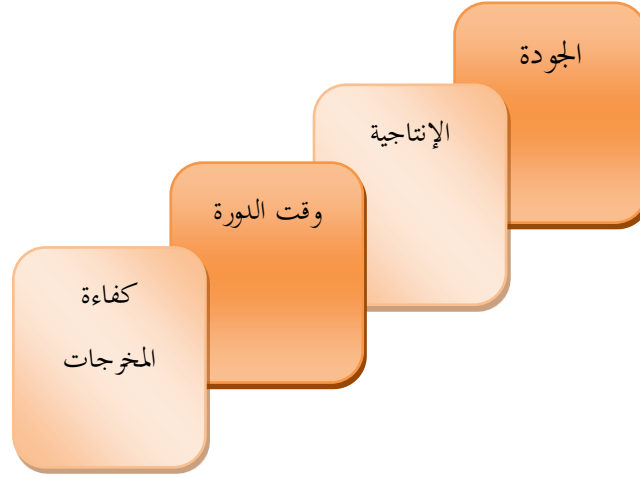 الجودة
الإنتاجية
وقت الدورة
كفاءة
المخرجات